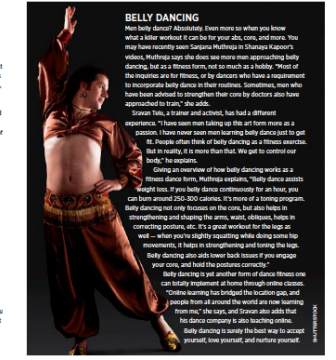 BELLY DANCING
Men belly dance? Absolutely. Even more so when you know
what a killer workout it can be for your abs, core, and more. You
may have recently seen Sanjana Muthreja in Shanaya Kapoor's
videos, Muthreja says she does see more men approaching belly
dancing, but as a fitness form, not so much as a hobby. "Most of
the inquiries are for fitness, or by dancers who have a requirement
to incorporate belly dance in their routines. Sometimes, men who
have been advised to strengthen their core by doctors also have
approached to train," she adds.
Sravan Telu, a trainer and activist, has had a different
experience. "I have seen men taking up this art form more as a
passion. I have never seen men learning belly dance just to get
fit. People often think of belly dancing as a fitness exercise.
But in reality, it is more than that. We get to control our
body," he explains.
Giving an overview of how belly dancing works as a
fitness dance form, Muthreja explains, "Belly dance assists
weight loss. If you belly dance continuously for an hour, you
can burn around 250-300 calories. It's more of a toning program.
Belly dancing not only focuses on the core, but also helps in
strengthening and shaping the arms, waist, obliques, helps in
correcting posture, etc. It's a great workout for the legs as
well — when you're slightly squatting while doing some hip
movements, it helps in strengthening and toning the legs.
Belly dancing also aids lower back issues if you engage
your core, and hold the postures correctly."
Belly dancing is yet another form of dance fitness one
can totally implement at home through online classes.
"Online learning has bridged the location gap, and
people from all around the world are now learning
from me," she says, and Sravan also adds that
his dance company is also teaching online.
Belly dancing is surely the best way to accept
yourself, love yourself, and nurture yourself.
SHUTTERSTOCK